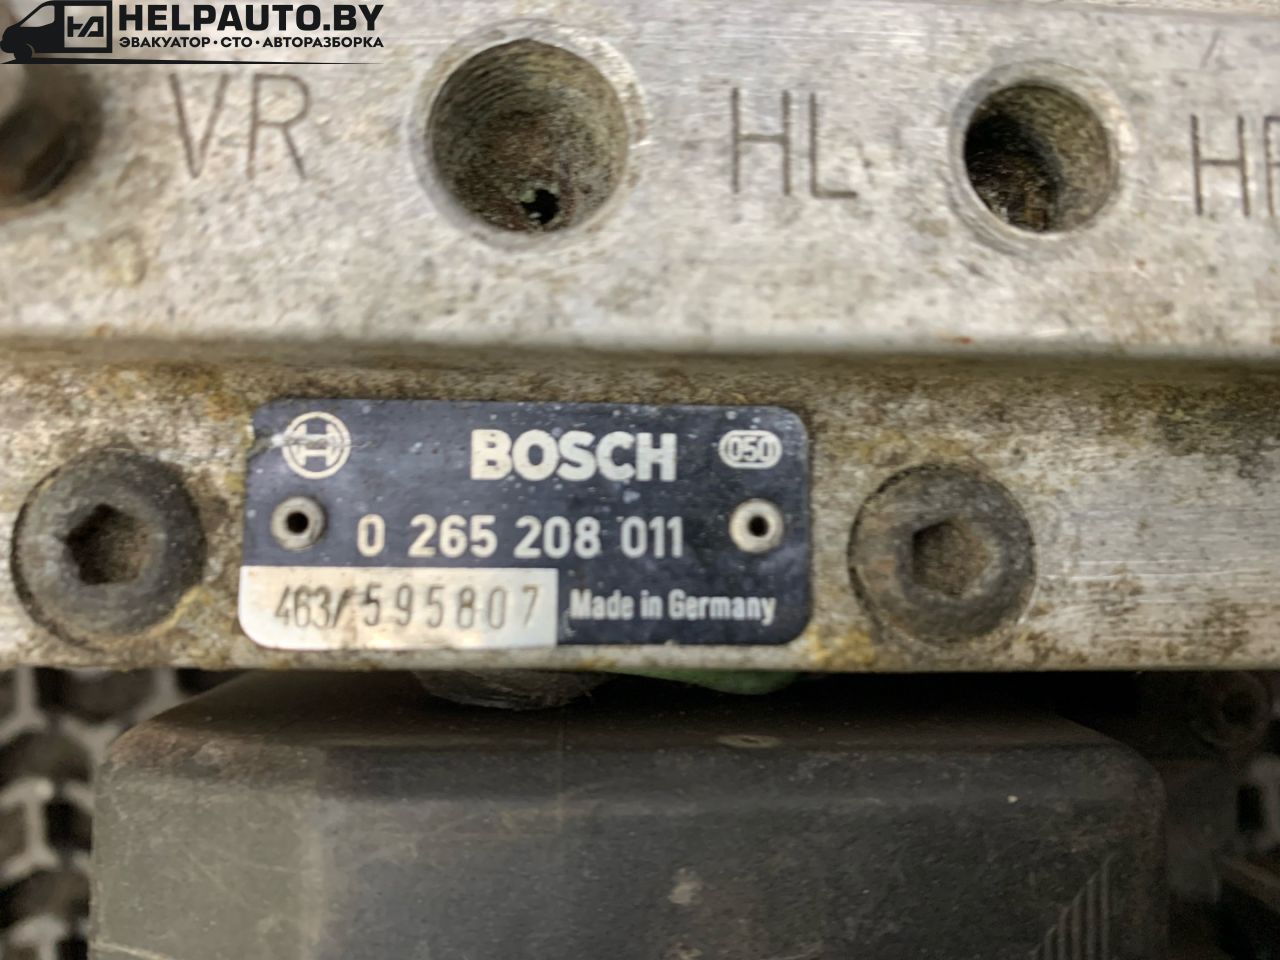 HELPAUTO.BY
ЭВАКУАТОР · СТО · АВТОРАЗБОРКА
VR
HL
BOSCH
050
0 265 208 011
463/595807
Made in Germany